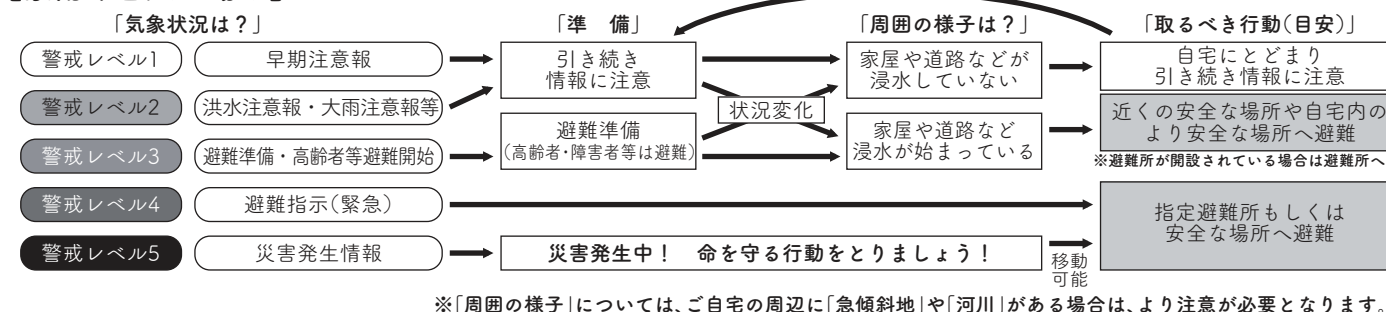 「気象状況は？」
「準　備」
「周囲の様子は？」
「取るべき行動(目安)」
警戒レベル1
早期注意報
引き続き
情報に注意
家屋や道路などが
浸水していない
自宅にとどまり
引き続き情報に注意
警戒レベル2
洪水注意報・大雨注意報等
状況変化
近くの安全な場所や自宅内の
より安全な場所へ避難
※避難所が開設されている場合は避難所へ
警戒レベル3
避難準備・高齢者等避難開始
避難準備
(高齢者・障害者等は避難)
家屋や道路など
浸水が始まっている
警戒レベル4
避難指示(緊急)
指定避難所もしくは
安全な場所へ避難
警戒レベル5
災害発生情報
災害発生中！　命を守る行動をとりましょう！
移動
可能
※「周囲の様子」については、ご自宅の周辺に「急傾斜地」や「河川」がある場合は、より注意が必要となります。